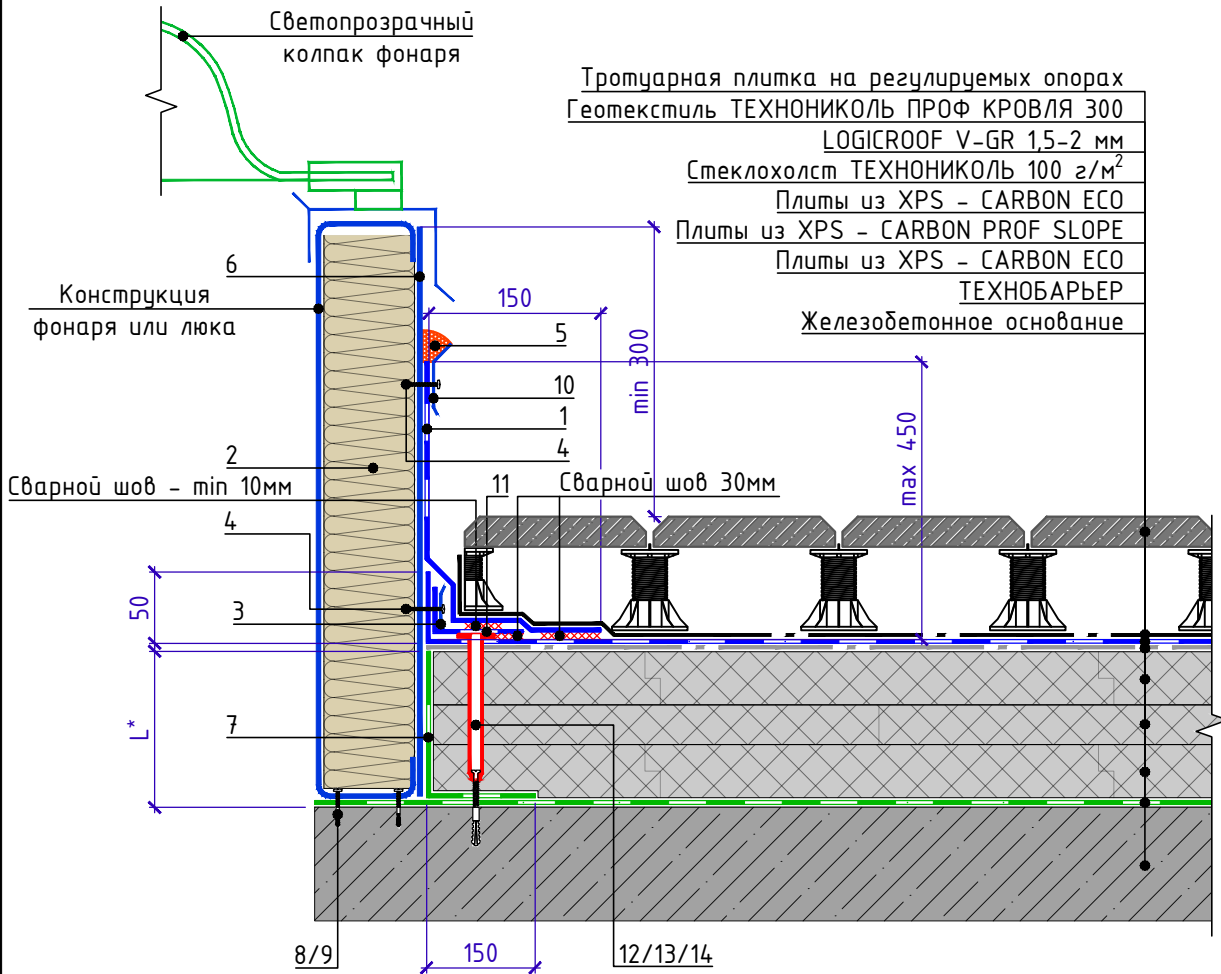 Светопрозрачный
колпак фонаря
Тротуарная плитка на регулируемых опорах
Геотекстиль ТЕХНОНИКОЛЬ ПРОФ КРОВЛЯ 300
LOGICROOF V-GR 1,5-2 мм
Стеклохолст ТЕХНОНИКОЛЬ 100 г/м²
Плиты из XPS - CARBON ECO
Плиты из XPS - CARBON PROF SLOPE
Плиты из XPS - CARBON ECO
ТЕХНОБАРЬЕР
Железобетонное основание
6
Конструкция
фонаря или люка
150
5
min 300
10
1
max 450
4
2
Сварной шов - min 10мм
11
Сварной шов 30мм
4
50
3
L*
7
8/9
150
12/13/14